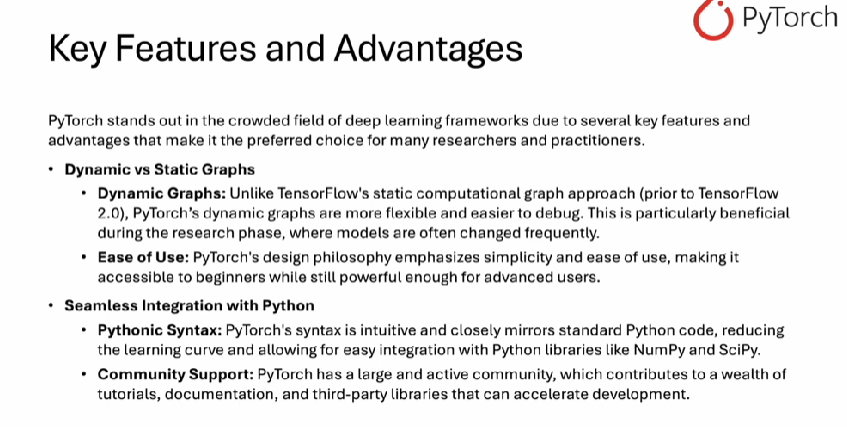 PyTorch
Key Features and Advantages
PyTorch stands out in the crowded field of deep learning frameworks due to several key features and
advantages that make it the preferred choice for many researchers and practitioners.
• Dynamic vs Static Graphs
• Dynamic Graphs: Unlike TensorFlow's static computational graph approach (prior to TensorFlow
2.0), PyTorch's dynamic graphs are more flexible and easier to debug. This is particularly beneficial
during the research phase, where models are often changed frequently.
• Ease of Use: PyTorch's design philosophy emphasizes simplicity and ease of use, making it
accessible to beginners while still powerful enough for advanced users.
• Seamless Integration with Python
• Pythonic Syntax: PyTorch's syntax is intuitive and closely mirrors standard Python code, reducing
the learning curve and allowing for easy integration with Python libraries like NumPy and SciPy.
• Community Support: PyTorch has a large and active community, which contributes to a wealth of
tutorials, documentation, and third-party libraries that can accelerate development.